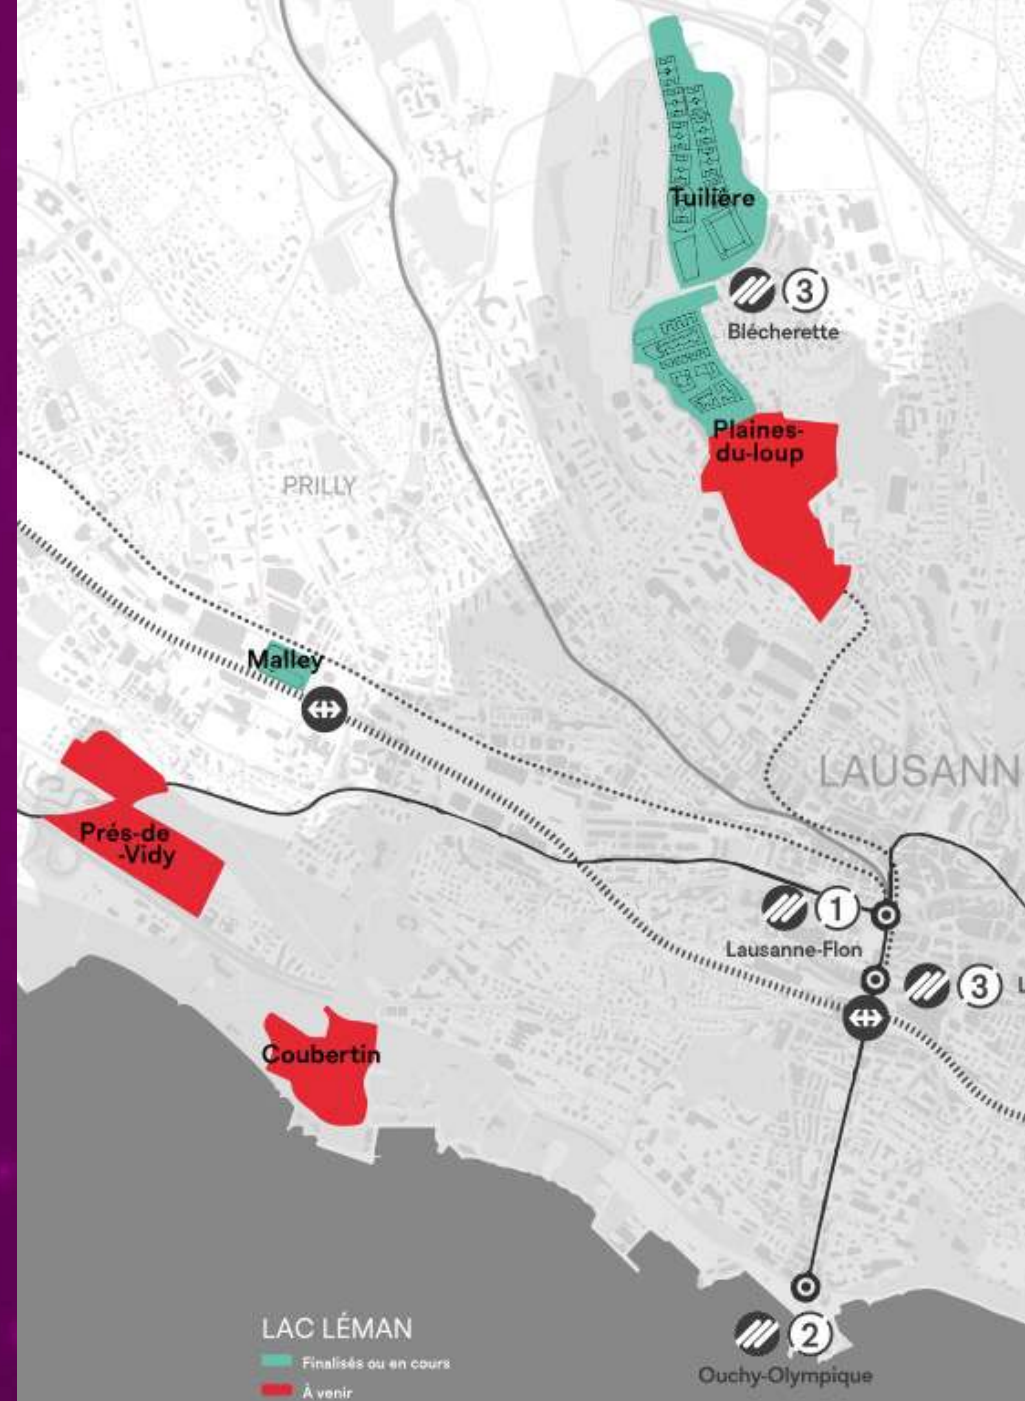 Tuilière
3
Blécherette
Plaines-
du-loup
PRILLY
Malley
LAUSANN
Prés-de
-Vidy
1
Lausanne-Flon
3
L
Coubertin
LAC LÉMAN
Finalisés ou en cours
À venir
2
Ouchy-Olympique